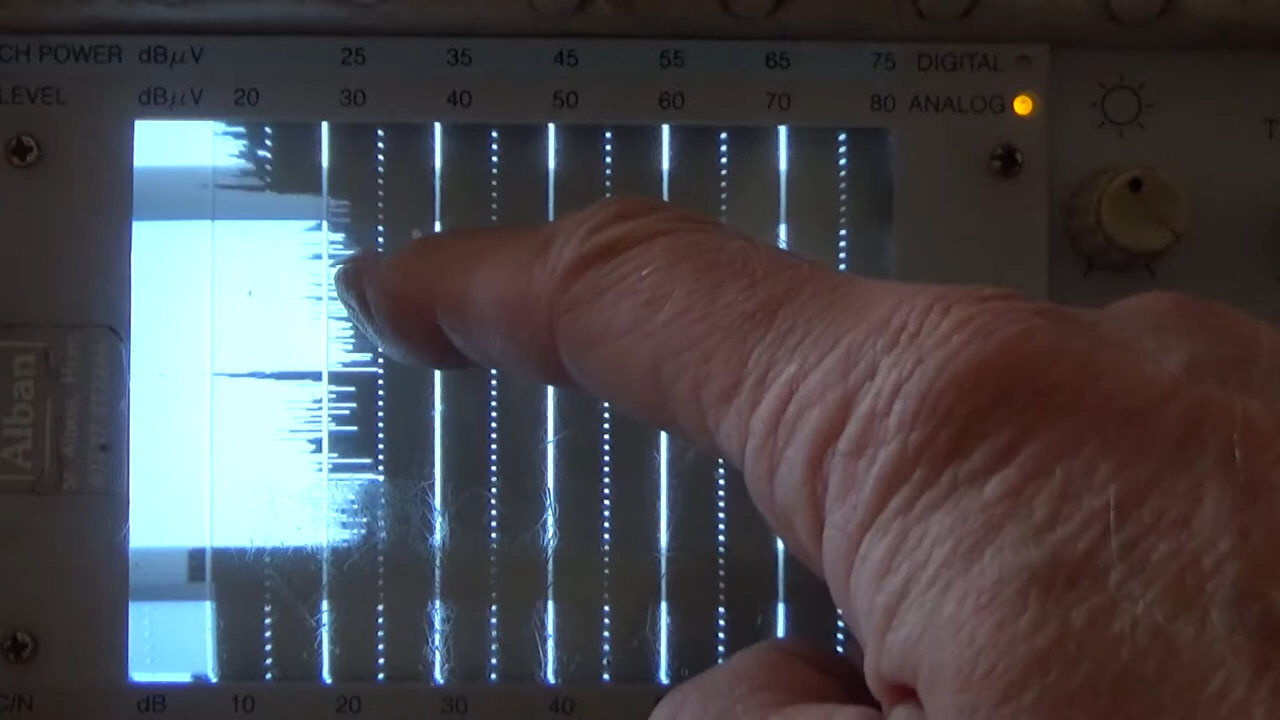 CH POWER dBμV 25 35 45 55 65 75 DIGITAL
LEVEL dBμV 20 30 40 50 60 70 80 ANALOG
Alban
C/N dB 10 20 30 40